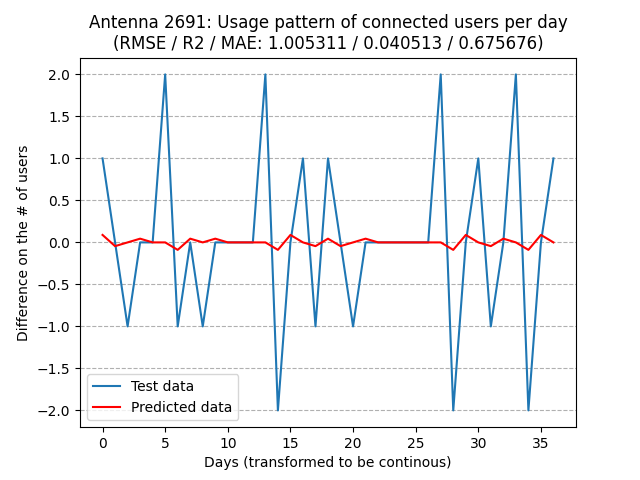 Antenna 2691: Usage pattern of connected users per day
(RMSE / R2 / MAE: 1.005311 / 0.040513 / 0.675676)
2.0
1.5
1.0
0.5
0.0
−0.5
−1.0
−1.5
−2.0
Difference on the # of users
Test data
Predicted data
0 5 10 15 20 25 30 35
Days (transformed to be continous)